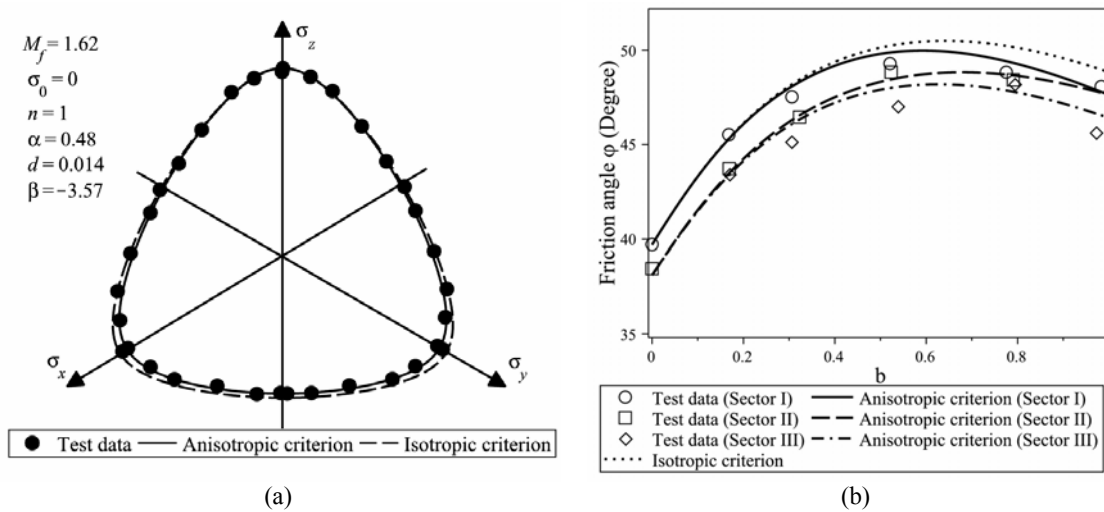 M_f = 1.62
σ_0 = 0
n = 1
α = 0.48
d = 0.014
β = −3.57
σ_z
σ_x
σ_y
Test data Anisotropic criterion Isotropic criterion
(a)
Friction angle φ (Degree)
50
45
40
35
0 0.2 0.4 0.6 0.8
b
Test data (Sector I) Anisotropic criterion (Sector I)
Test data (Sector II) Anisotropic criterion (Sector II)
Test data (Sector III) Anisotropic criterion (Sector III)
Isotropic criterion
(b)